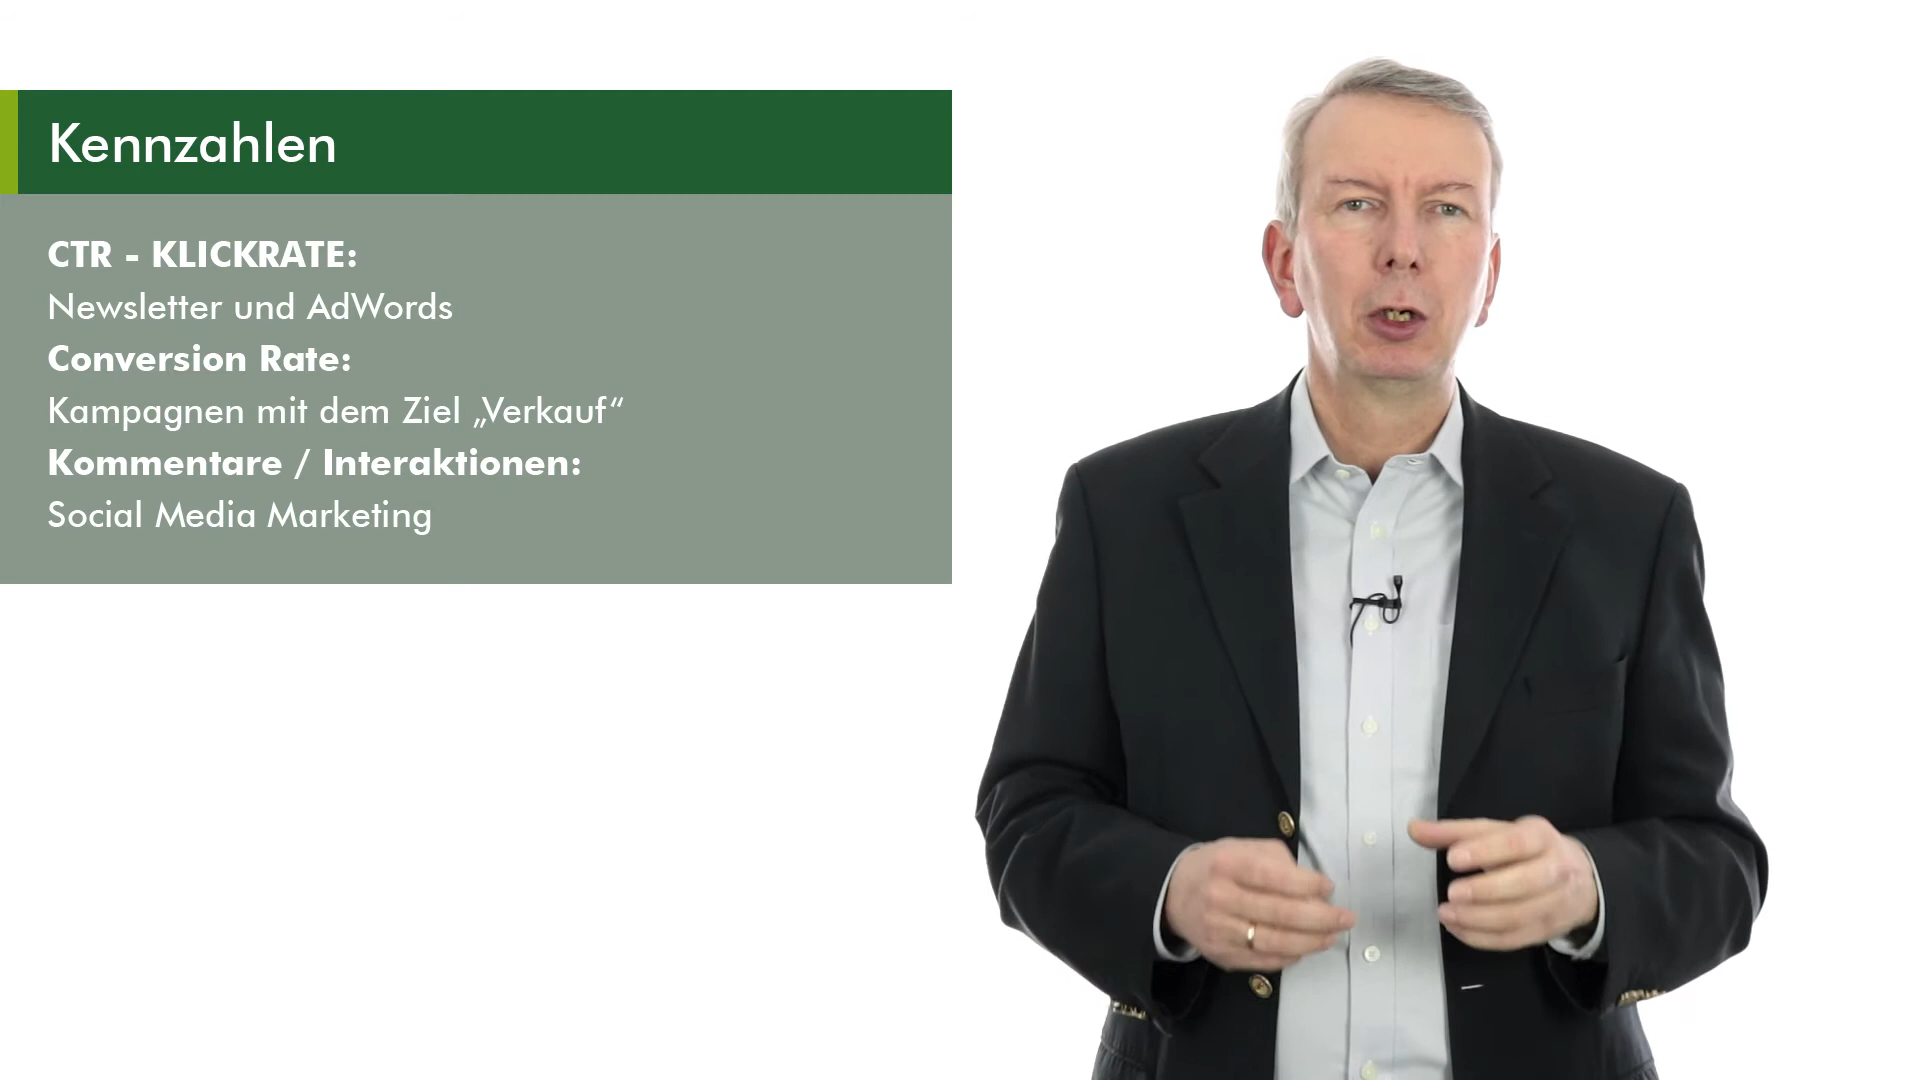 Kennzahlen
CTR - KLICKRATE:
Newsletter und AdWords
Conversion Rate:
Kampagnen mit dem Ziel „Verkauf“
Kommentare / Interaktionen:
Social Media Marketing